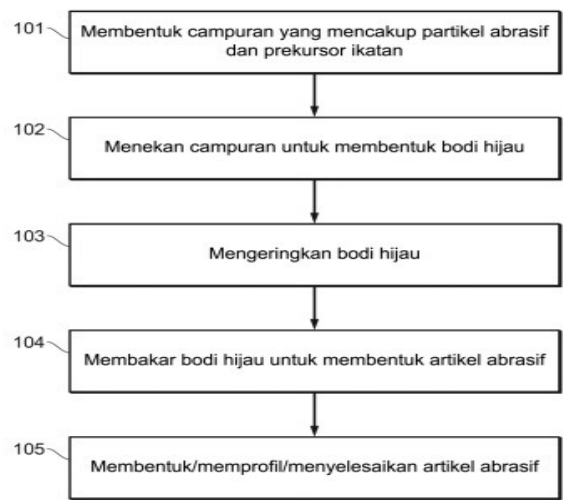 101
Membentuk campuran yang mencakup partikel abrasif
dan prekursor ikatan
102
Menekan campuran untuk membentuk bodi hijau
103
Mengeringkan bodi hijau
104
Membakar bodi hijau untuk membentuk artikel abrasif
105
Membentuk/memprofil/menyelesaikan artikel abrasif